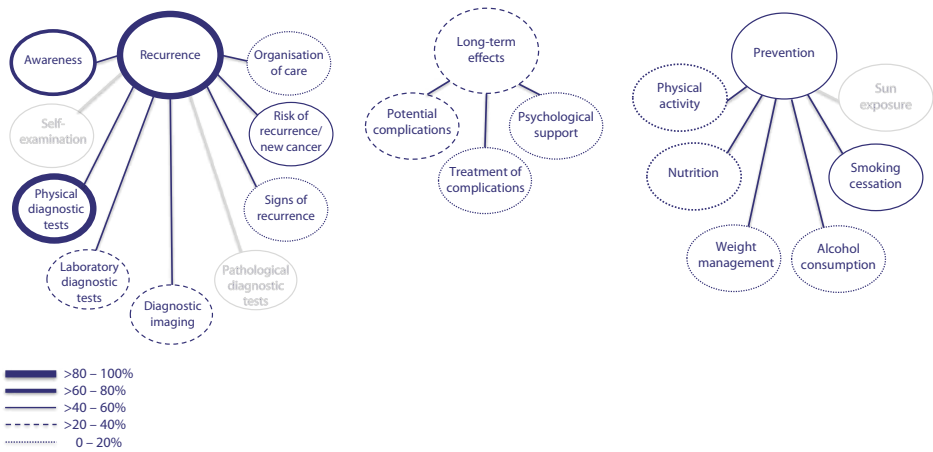 Awareness
Recurrence
Organisation
of care
Self-
examination
Risk of
recurrence/
new cancer
Physical
diagnostic
tests
Signs of
recurrence
Laboratory
diagnostic
tests
Diagnostic
imaging
Pathological
diagnostic
tests
Long-term
effects
Potential
complications
Psychological
support
Treatment of
complications
Prevention
Physical
activity
Sun
exposure
Nutrition
Smoking
cessation
Weight
management
Alcohol
consumption
>80 – 100%
>60 – 80%
>40 – 60%
>20 – 40%
0 – 20%